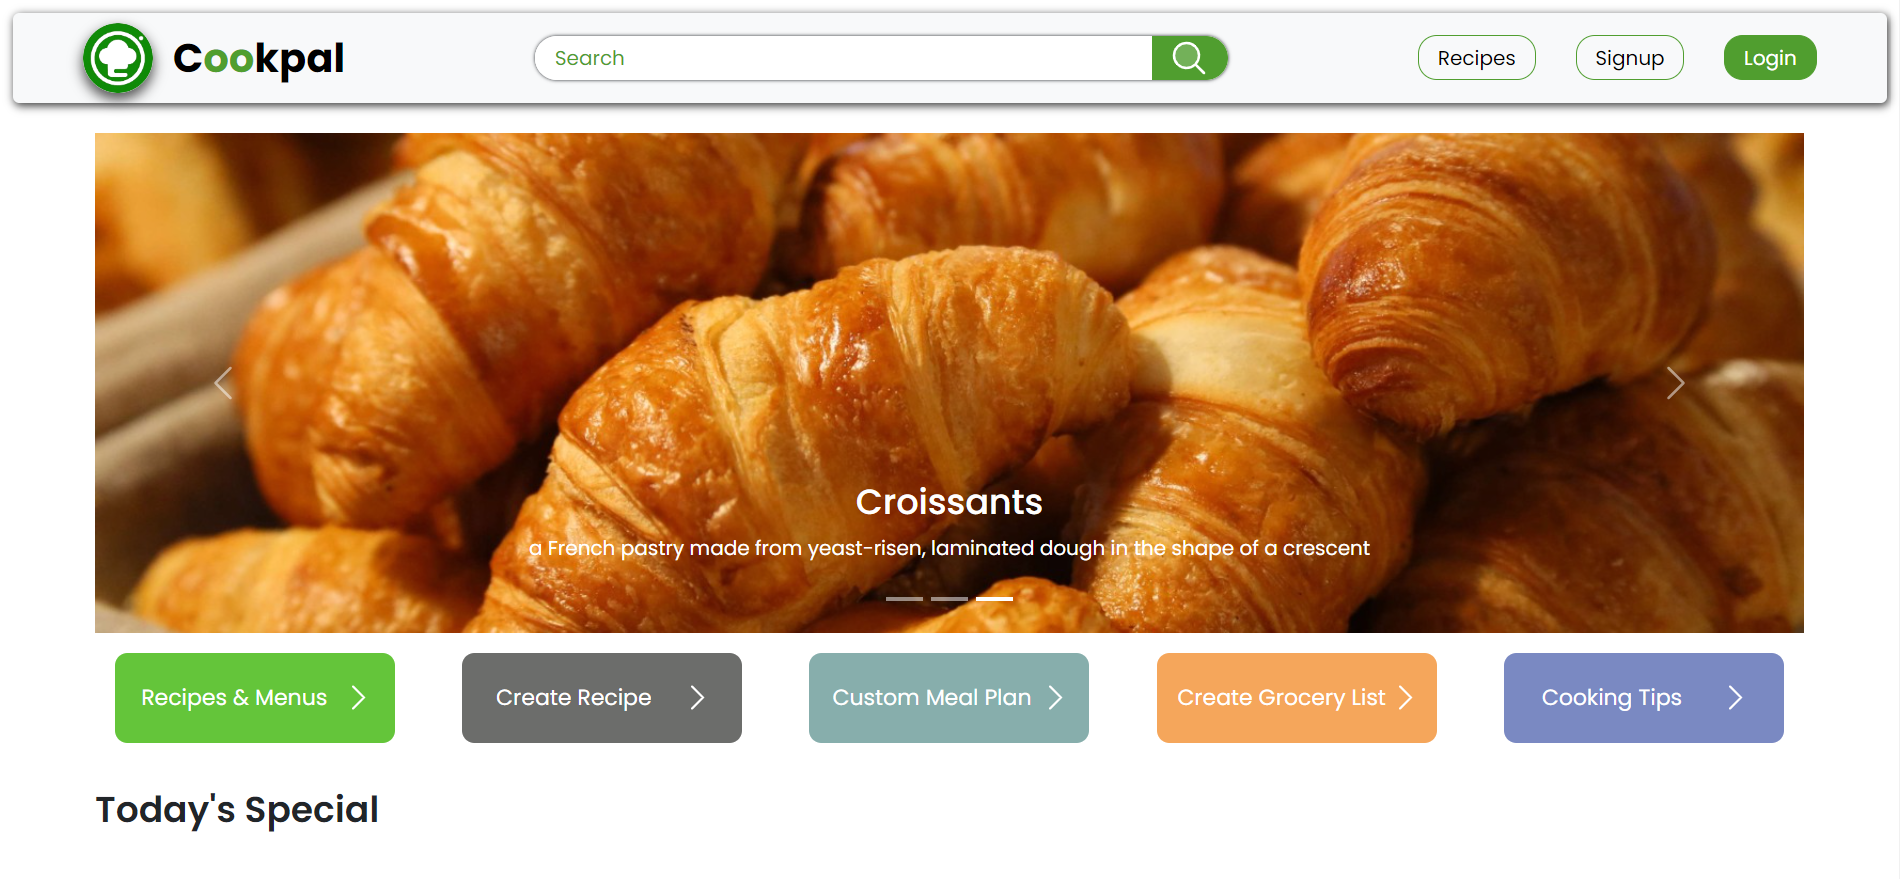 Cookpal
Search
Recipes
Signup
Login
Croissants
a French pastry made from yeast-risen, laminated dough in the shape of a crescent
Recipes & Menus
Create Recipe
Custom Meal Plan
Create Grocery List
Cooking Tips
Today's Special